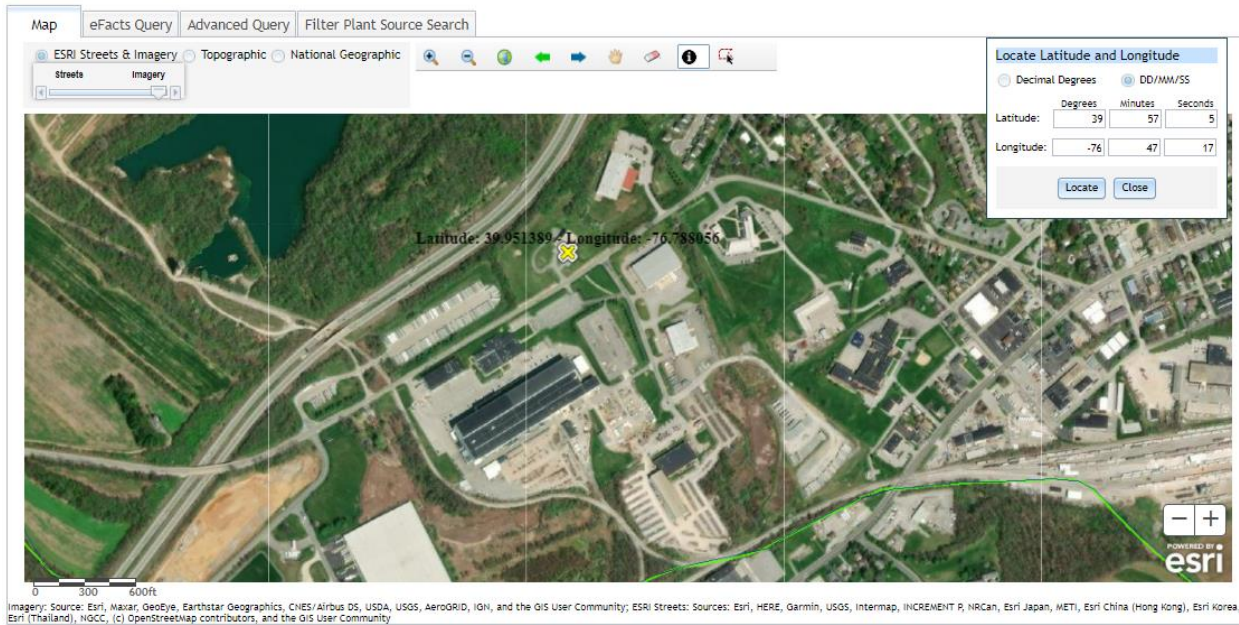 Map eFacts Query Advanced Query Filter Plant Source Search
ESRI Streets & Imagery Topographic National Geographic
Streets Imagery
Locate Latitude and Longitude
Decimal Degrees DD/MM/SS
Degrees Minutes Seconds
Latitude: 39 57 5
Longitude: -76 47 17
Locate Close
Latitude: 39.951389 Longitude: -76.788056
POWERED BY
esri
0 300 600ft
Imagery: Source: Esri, Maxar, GeoEye, Earthstar Geographics, CNES/Airbus DS, USDA, USGS, AeroGRID, IGN, and the GIS User Community; ESRI Streets: Sources: Esri, HERE, Garmin, USGS, Intermap, INCREMENT P, NRCan, Esri Japan, METI, Esri China (Hong Kong), Esri Korea,
Esri (Thailand), NGCC, (c) OpenStreetMap contributors, and the GIS User Community